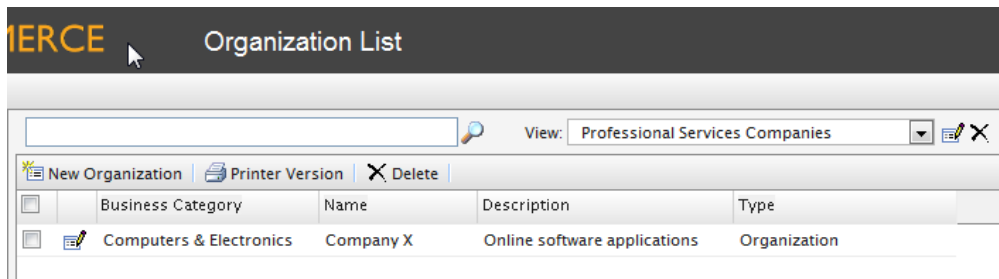 MERCE Organization List
View: Professional Services Companies
New Organization Printer Version Delete
Business Category Name Description Type
Computers & Electronics Company X Online software applications Organization